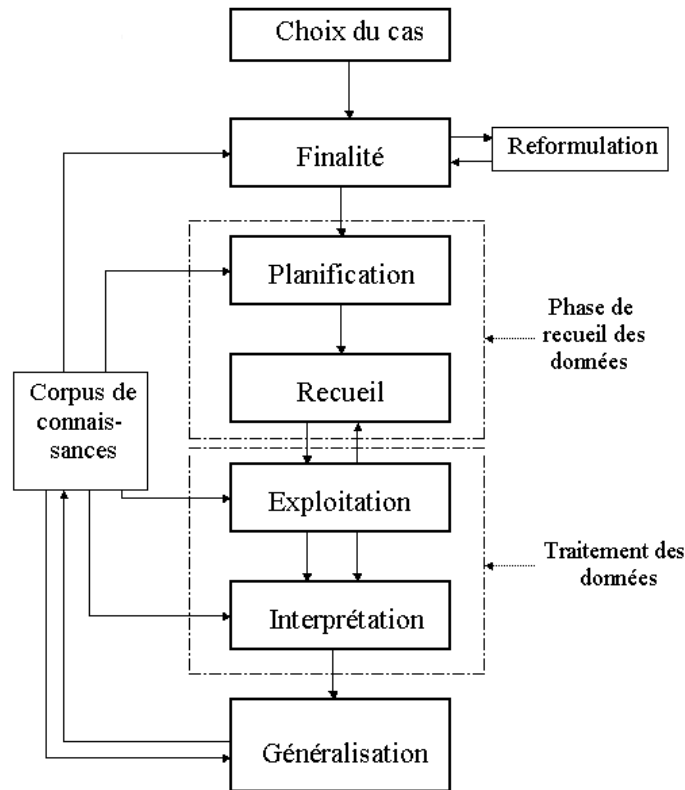 Choix du cas
Finalité
Reformulation
Planification
Phase de
recueil des
données
Recueil
Corpus de
connais-
sances
Exploitation
Traitement des
données
Interprétation
Généralisation